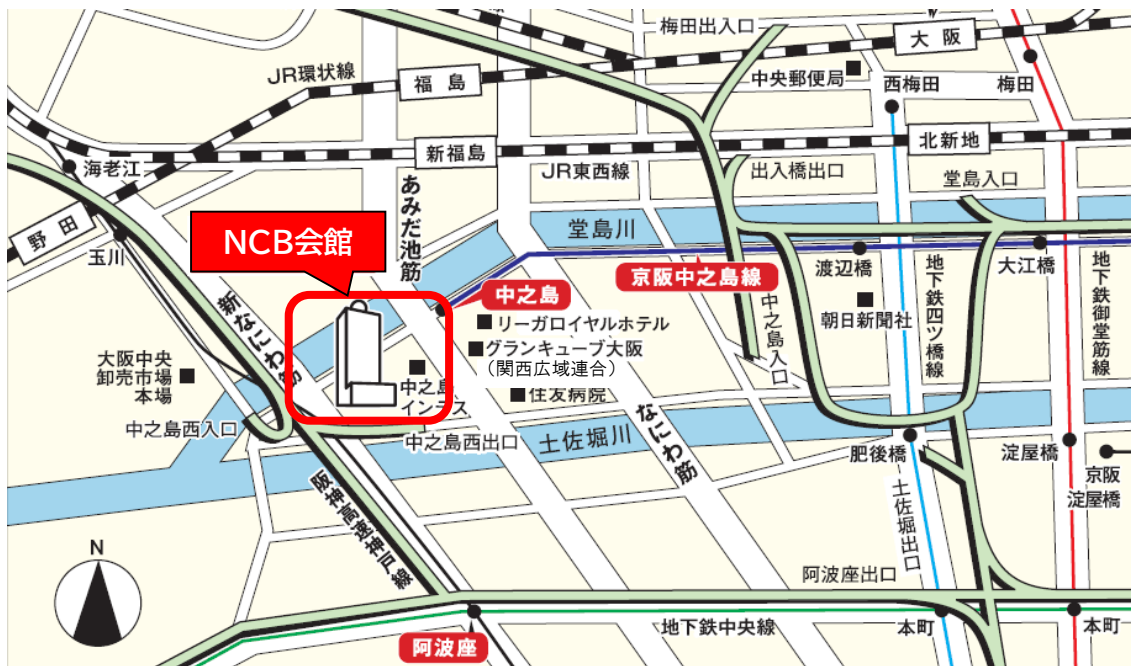 梅田出入口
大阪
JR環状線
福島
中央郵便局
西梅田
梅田
海老江
新福島
JR東西線
北新地
出入橋出口
堂島入口
あみだ池筋
野田
玉川
NCB会館
堂島川
京阪中之島線
渡辺橋
大江橋
地下鉄四ツ橋線
地下鉄御堂筋線
新なにわ筋
中之島
リーガロイヤルホテル
グランキューブ大阪
(関西広域連合)
中之島入口
朝日新聞社
大阪中央
卸売市場
本場
中之島
インテス
住友病院
なにわ筋
中之島西入口
中之島西出口
土佐堀川
肥後橋
淀屋橋
京阪
淀屋橋
阪神高速神戸線
土佐堀出口
N
阿波座出口
阿波座
地下鉄中央線
本町
本町